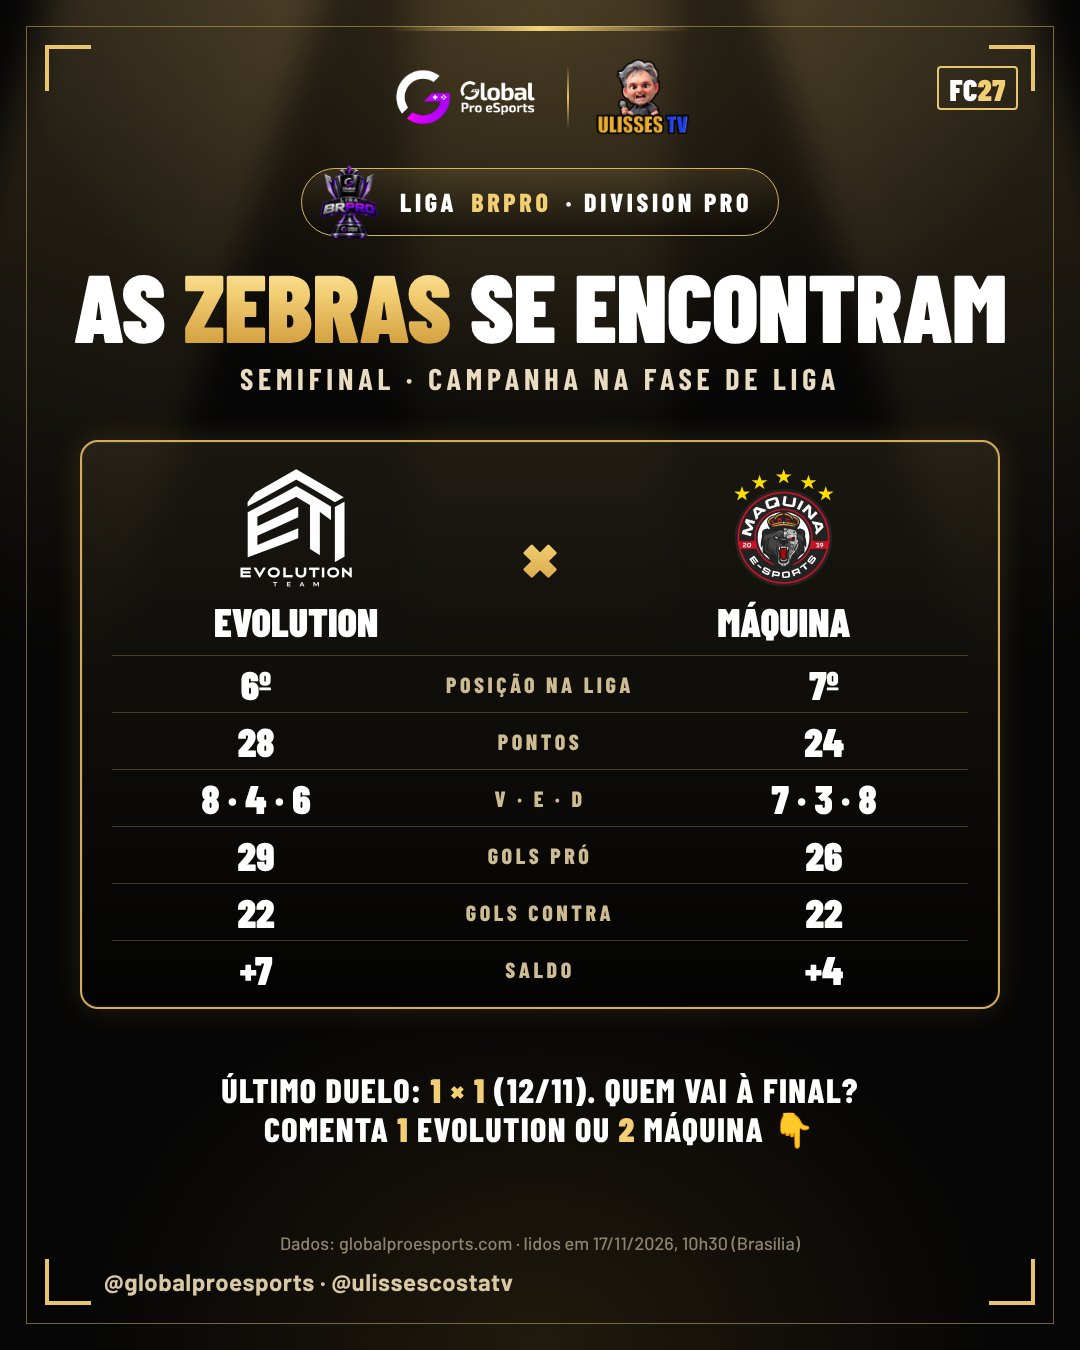 Global
Pro eSports
ULISSES TV
FC27
LIGA BRPRO · DIVISION PRO
AS ZEBRAS SE ENCONTRAM
SEMIFINAL · CAMPANHA NA FASE DE LIGA
EVOLUTION
TEAM
MAQUINA
20 19
E-SPORTS
EVOLUTION MÁQUINA
6º POSIÇÃO NA LIGA 7º
28 PONTOS 24
8 · 4 · 6 V · E · D 7 · 3 · 8
29 GOLS PRÓ 26
22 GOLS CONTRA 22
+7 SALDO +4
ÚLTIMO DUELO: 1 × 1 (12/11). QUEM VAI À FINAL?
COMENTA 1 EVOLUTION OU 2 MÁQUINA 👇
Dados: globalproesports.com · lidos em 17/11/2026, 10h30 (Brasília)
@globalproesports · @ulissescostatv